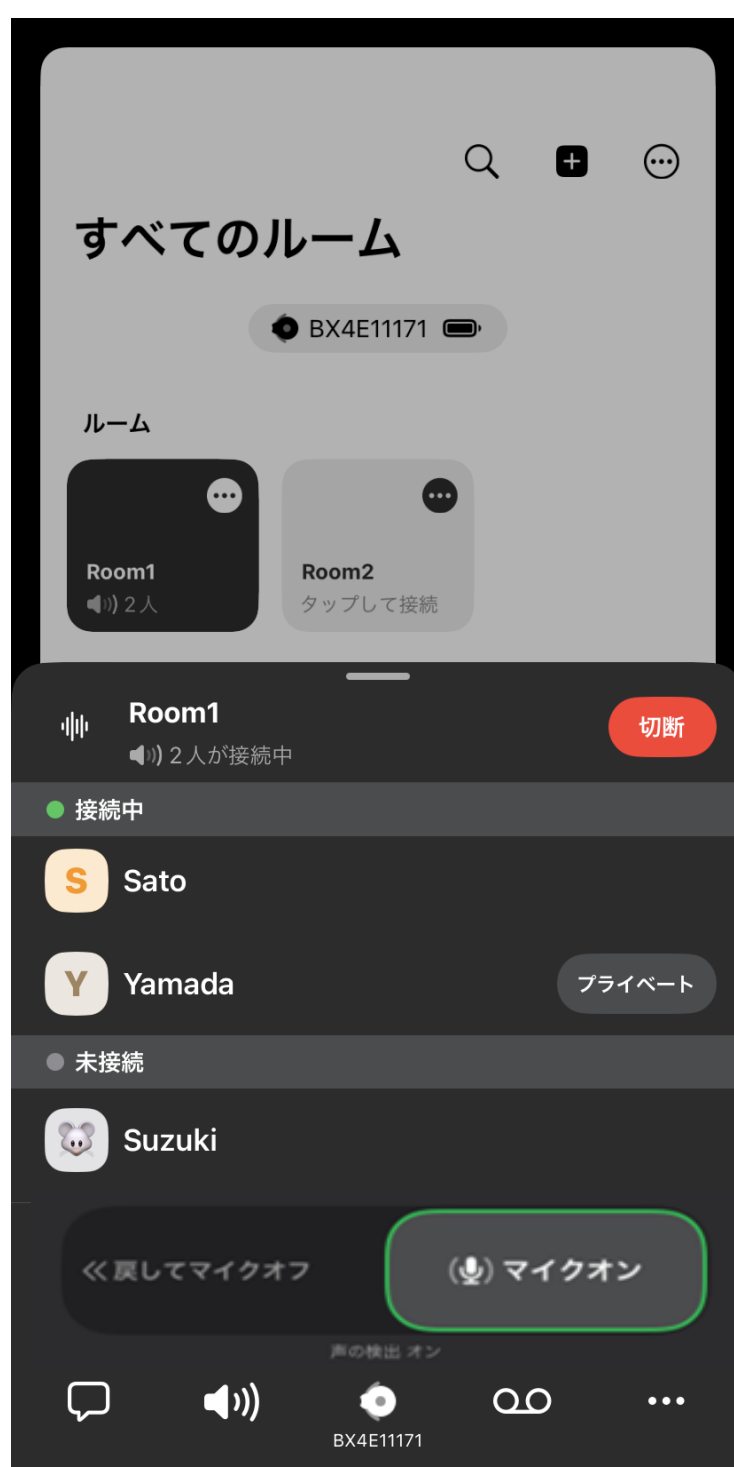 すべてのルーム
BX4E11171
ルーム
Room1
2人
Room2
タップして接続
Room1
2人が接続中
切断
接続中
S
Sato
Y
Yamada
プライベート
未接続
Suzuki
≪戻してマイクオフ
マイクオン
声の検出 オン
BX4E11171